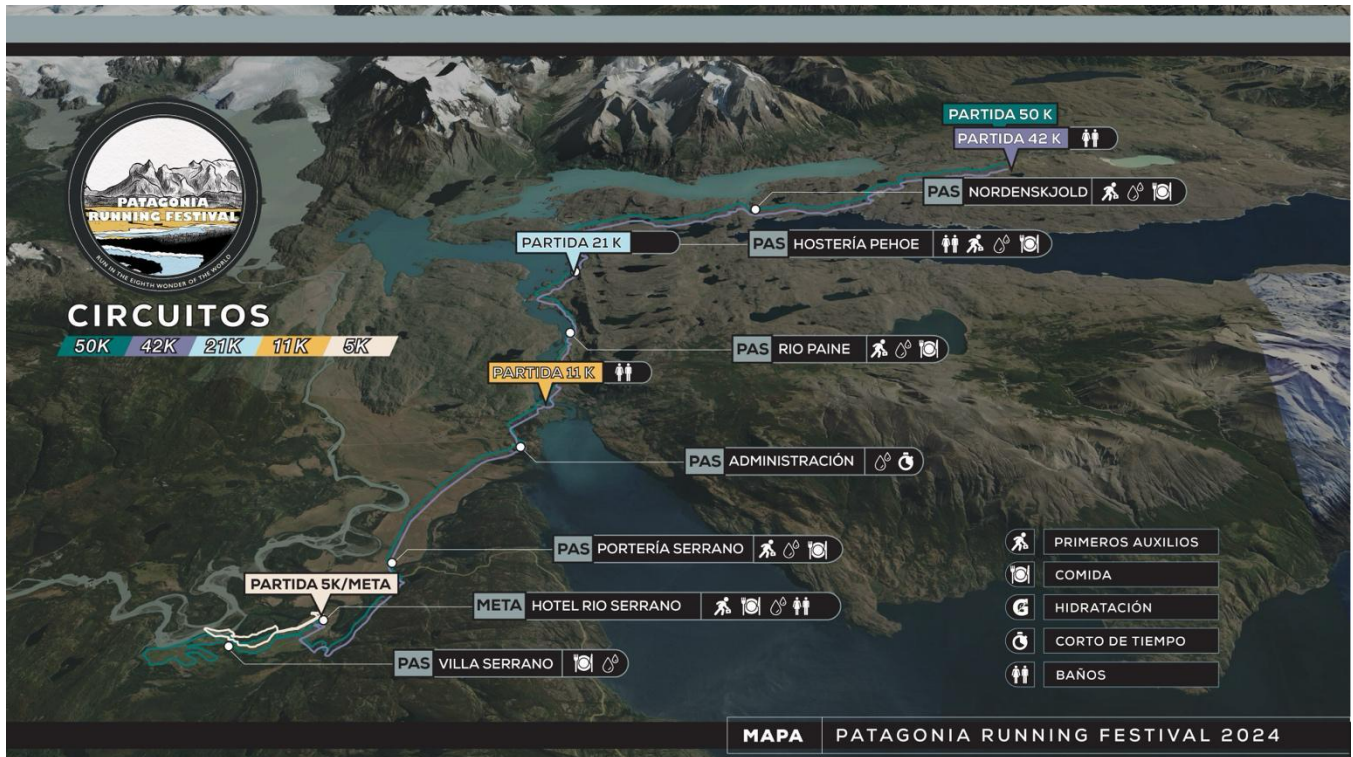 PATAGONIA
RUNNING FESTIVAL
RUN IN THE EIGHTH WONDER OF THE WORLD
CIRCUITOS
50K 42K 21K 11K 5K
PARTIDA 50 K
PARTIDA 42 K
PAS NORDENSKJOLD
PARTIDA 21 K
PAS HOSTERÍA PEHOE
PAS RIO PAINE
PARTIDA 11 K
PAS ADMINISTRACIÓN
PAS PORTERÍA SERRANO
PARTIDA 5K/META
META HOTEL RIO SERRANO
PAS VILLA SERRANO
PRIMEROS AUXILIOS
COMIDA
HIDRATACIÓN
CORTO DE TIEMPO
BAÑOS
MAPA PATAGONIA RUNNING FESTIVAL 2024